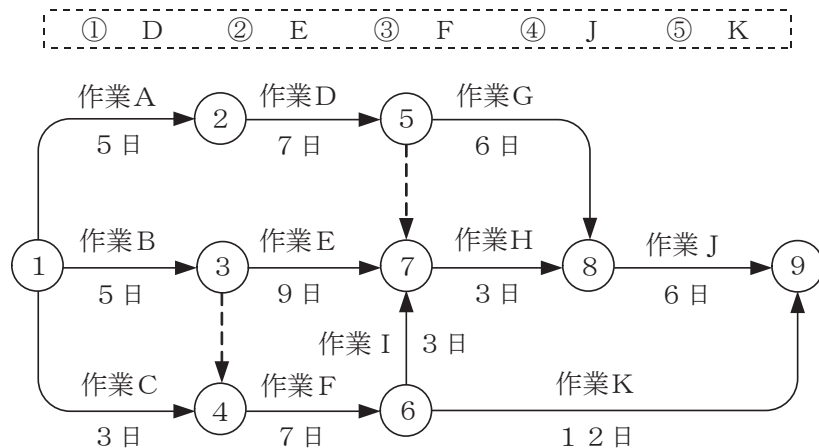 ① D ② E ③ F ④ J ⑤ K
作業A 作業D 作業G
2 5
5日 7日 6日
作業B 作業E 作業H 作業J
1 3 7 8 9
5日 9日 3日 6日
作業I 3日
作業C 作業F 作業K
4 6
3日 7日 12日